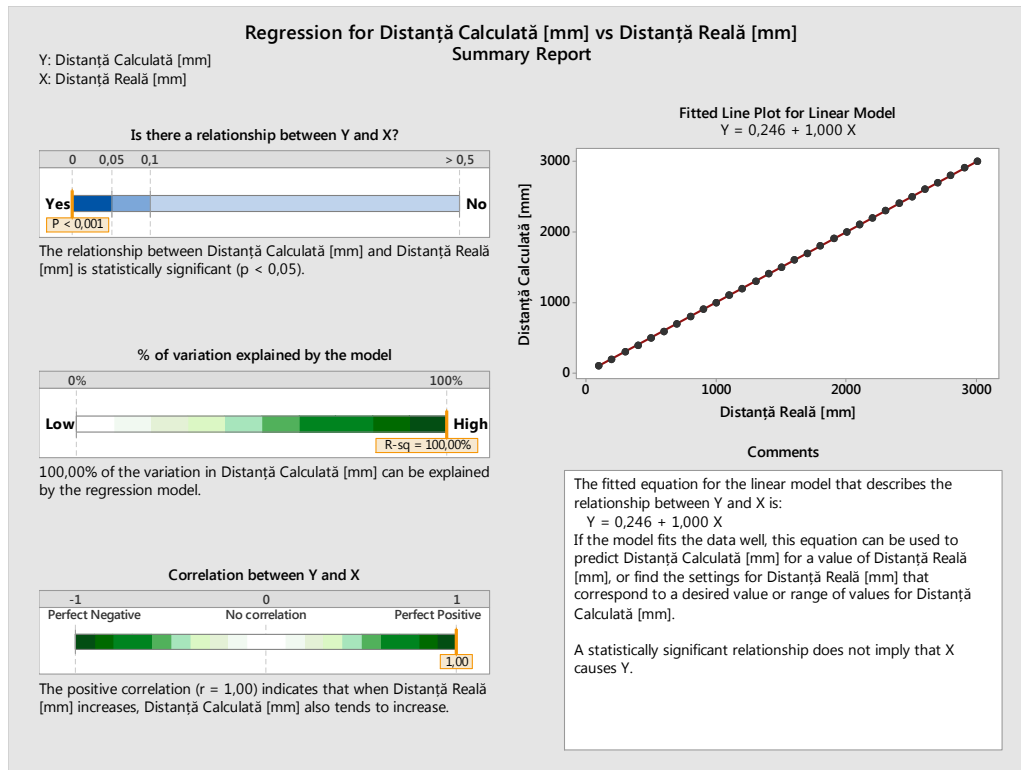 Regression for Distanță Calculată [mm] vs Distanță Reală [mm]
Summary Report
Y: Distanță Calculată [mm]
X: Distanță Reală [mm]
Is there a relationship between Y and X?
0 0,05 0,1 > 0,5
Yes No
P < 0,001
The relationship between Distanță Calculată [mm] and Distanță Reală
[mm] is statistically significant (p < 0,05).
% of variation explained by the model
0% 100%
Low High
R-sq = 100,00%
100,00% of the variation in Distanță Calculată [mm] can be explained
by the regression model.
Correlation between Y and X
-1 0 1
Perfect Negative No correlation Perfect Positive
1,00
The positive correlation (r = 1,00) indicates that when Distanță Reală
[mm] increases, Distanță Calculată [mm] also tends to increase.
Fitted Line Plot for Linear Model
Y = 0,246 + 1,000 X
Distanță Calculată [mm]
3000
2000
1000
0
0 1000 2000 3000
Distanță Reală [mm]
Comments
The fitted equation for the linear model that describes the
relationship between Y and X is:
Y = 0,246 + 1,000 X
If the model fits the data well, this equation can be used to
predict Distanță Calculată [mm] for a value of Distanță Reală
[mm], or find the settings for Distanță Reală [mm] that
correspond to a desired value or range of values for Distanță
Calculată [mm].
A statistically significant relationship does not imply that X
causes Y.